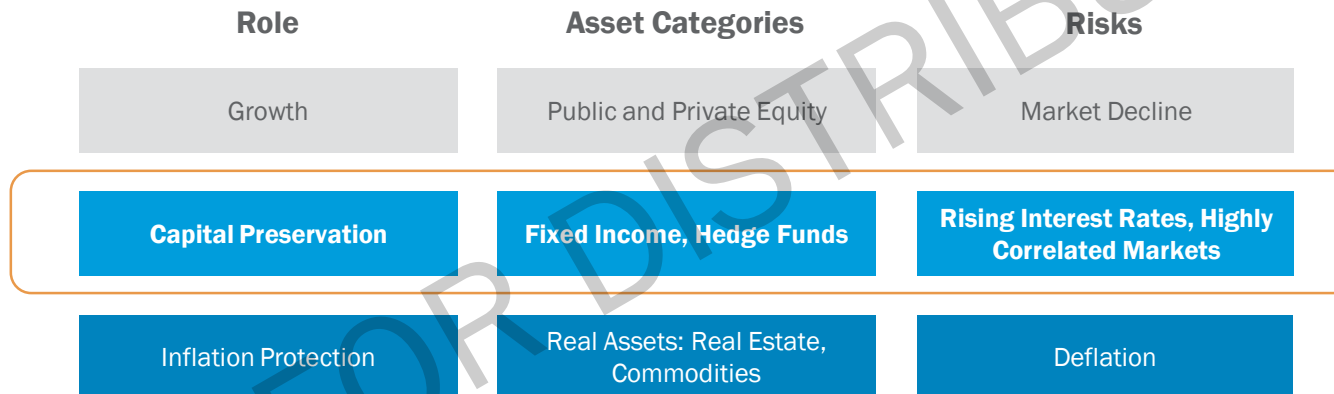 Role Asset Categories Risks
Growth Public and Private Equity Market Decline
Capital Preservation Fixed Income, Hedge Funds Rising Interest Rates, Highly
Correlated Markets
Inflation Protection Real Assets: Real Estate,
Commodities Deflation
FOR DISTRIB